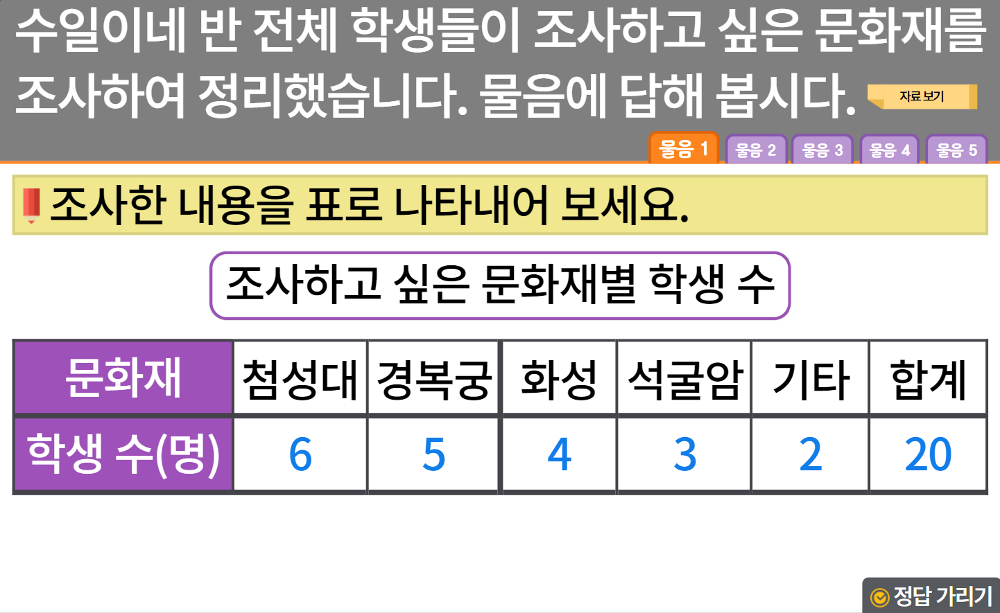 수일이네 반 전체 학생들이 조사하고 싶은 문화재를
조사하여 정리했습니다. 물음에 답해 봅시다. 자료 보기
물음 1 물음 2 물음 3 물음 4 물음 5
조사한 내용을 표로 나타내어 보세요.
조사하고 싶은 문화재별 학생 수
문화재 첨성대 경복궁 화성 석굴암 기타 합계
학생 수(명) 6 5 4 3 2 20
정답 가리기